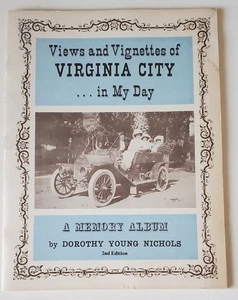 Views and Vignettes of
VIRGINIA CITY
... in My Day
A MEMORY ALBUM
by DOROTHY YOUNG NICHOLS
2nd Edition